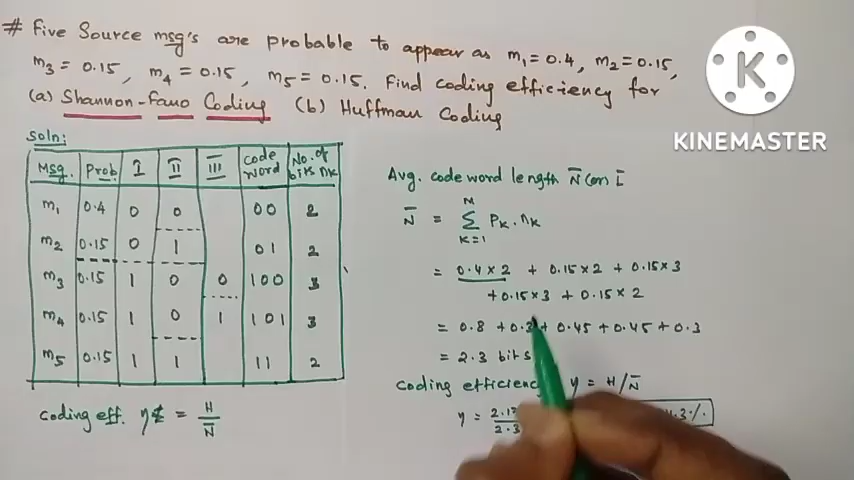 # Five Source msg's are probable to appear as m₁ = 0.4, m₂ = 0.15,
m₃ = 0.15, m₄ = 0.15, m₅ = 0.15. Find coding efficiency for
(a) Shannon-Fano Coding (b) Huffman Coding
K
KINEMASTER
Soln:
Msg. Prob I II III code word No. of bits nk
m₁ 0.4 0 0 00 2
m₂ 0.15 0 1 01 2
m₃ 0.15 1 0 0 100 3
m₄ 0.15 1 0 1 101 3
m₅ 0.15 1 1 11 2
Coding eff. η = H/N̅
Avg. code word length N̅ (or) L̅
N̅ = M Σ K=1 PK . nK
= 0.4 × 2 + 0.15 × 2 + 0.15 × 3
+ 0.15 × 3 + 0.15 × 2
= 0.8 + 0.3 + 0.45 + 0.45 + 0.3
= 2.3 bits
Coding efficiency η = H/N̅
η =